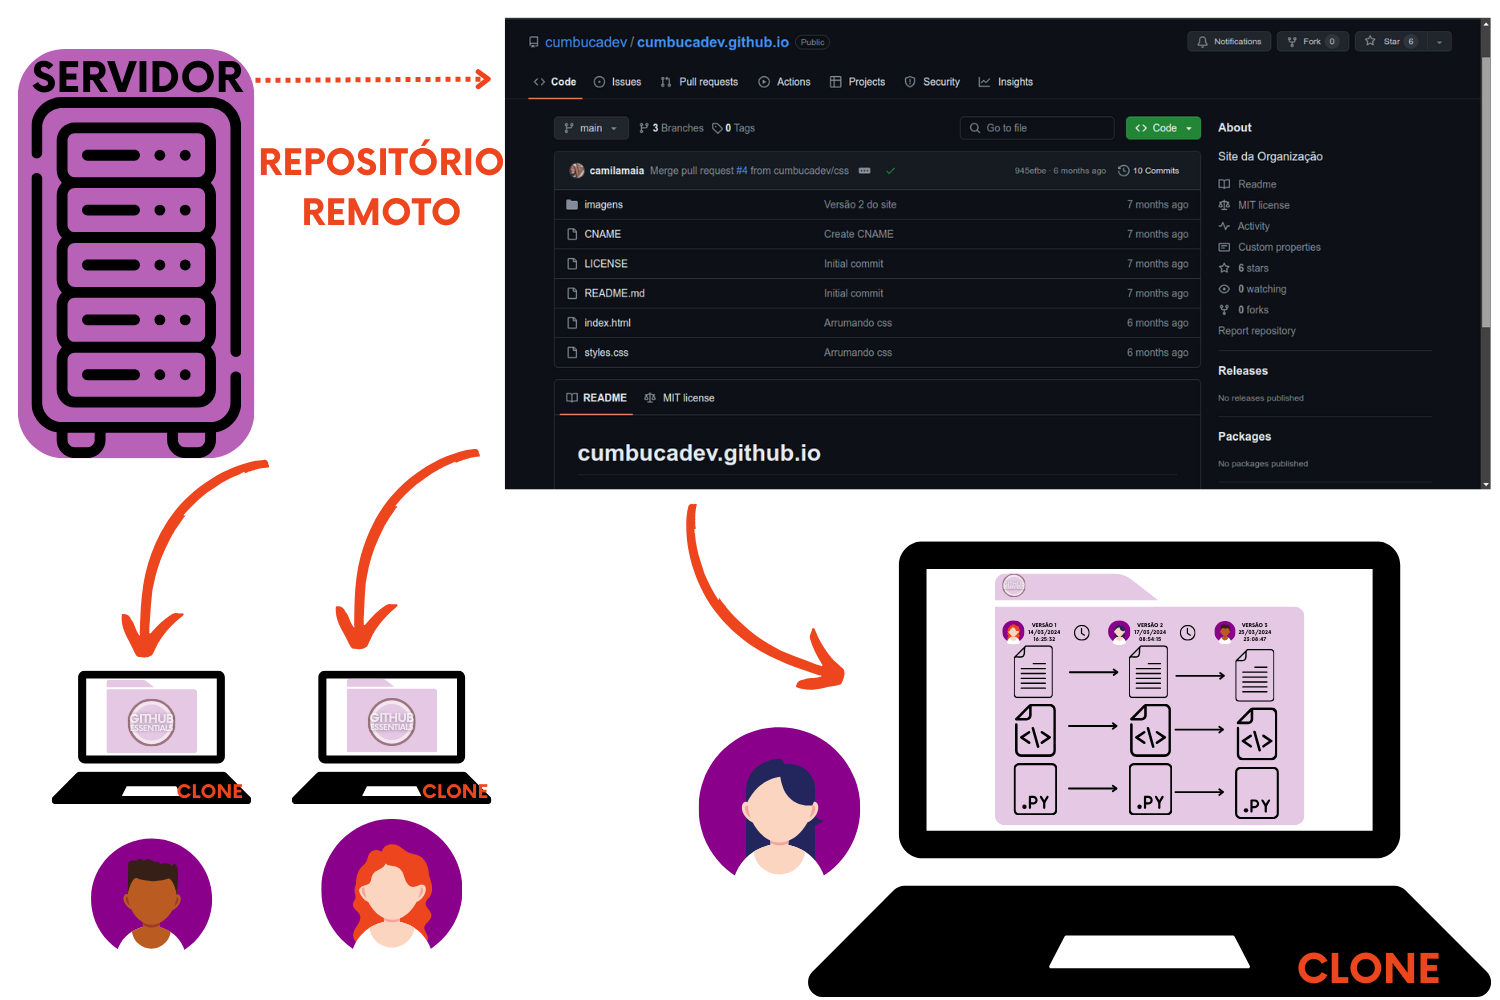 SERVIDOR
REPOSITÓRIO
REMOTO
cumbucadev / cumbucadev.github.io Public
Notifications Fork 0 Star 6
Code Issues Pull requests Actions Projects Security Insights
main 3 Branches 0 Tags Go to file Code
camilamaia Merge pull request #4 from cumbucadev/css 945efbe · 6 months ago 10 Commits
imagens Versão 2 do site 7 months ago
CNAME Create CNAME 7 months ago
LICENSE Initial commit 7 months ago
README.md Initial commit 7 months ago
index.html Arrumando css 6 months ago
styles.css Arrumando css 6 months ago
README MIT license
cumbucadev.github.io
About
Site da Organização
Readme
MIT license
Activity
Custom properties
6 stars
0 watching
0 forks
Report repository
Releases
No releases published
Packages
No packages published
GITHUB
ESSENTIALS
CLONE
GITHUB
ESSENTIALS
CLONE
VERSÃO 1
14/03/2024
16:25:32
VERSÃO 2
17/03/2024
08:54:15
VERSÃO 3
25/03/2024
23:08:47
</>
</>
</>
.PY
.PY
.PY
CLONE